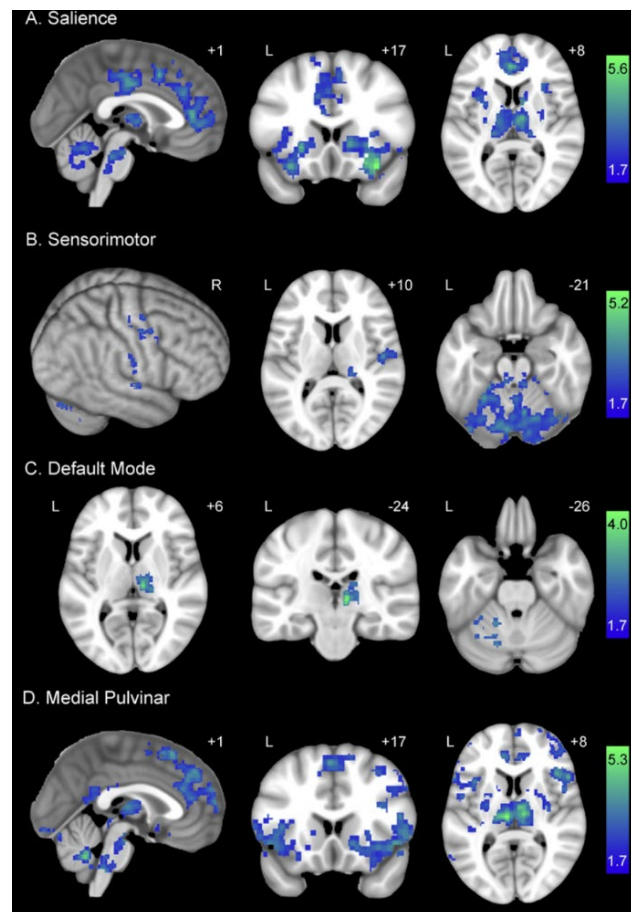 A. Salience
+1 L +17 L +8 5.6
1.7
B. Sensorimotor
R L +10 L -21 5.2
1.7
C. Default Mode
L +6 L -24 L -26 4.0
1.7
D. Medial Pulvinar
+1 L +17 L +8 5.3
1.7